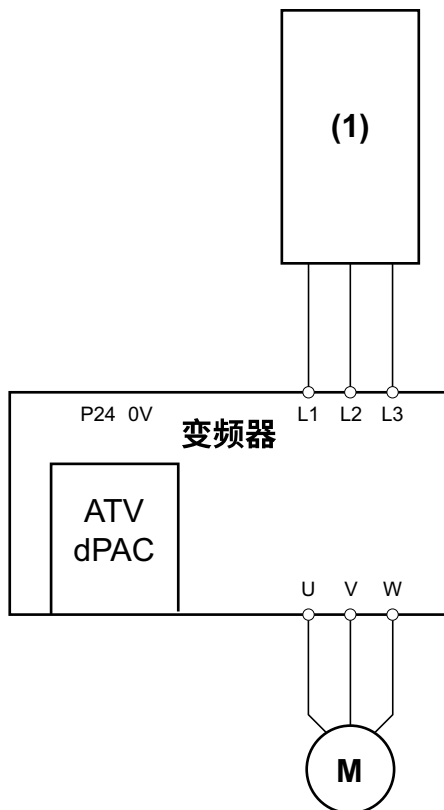 (1)
P24 0V
L1 L2 L3
变频器
ATV
dPAC
U V W
M